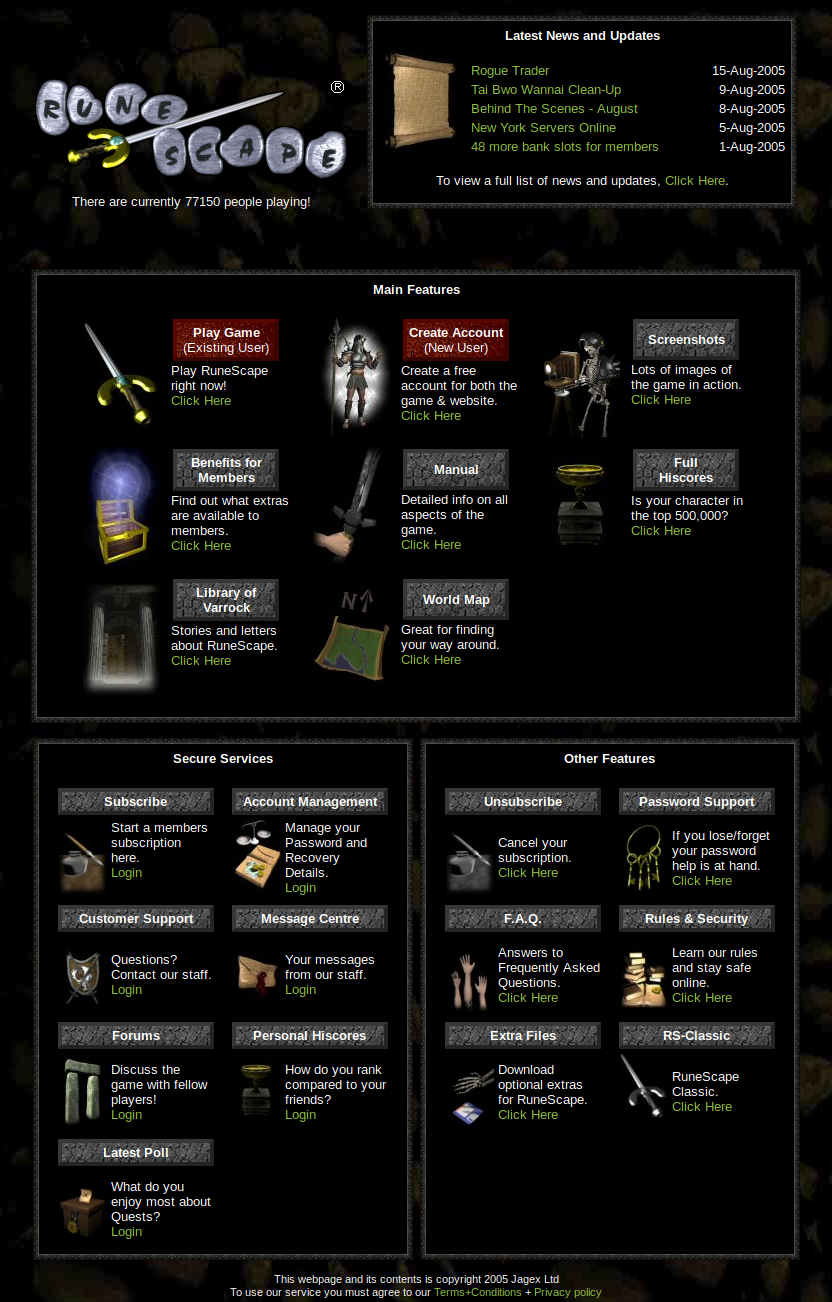 RUNE
SCAPE ®
There are currently 77150 people playing!
Latest News and Updates
Rogue Trader 15-Aug-2005
Tai Bwo Wannai Clean-Up 9-Aug-2005
Behind The Scenes - August 8-Aug-2005
New York Servers Online 5-Aug-2005
48 more bank slots for members 1-Aug-2005
To view a full list of news and updates, Click Here.
Main Features
Play Game
(Existing User)
Play RuneScape
right now!
Click Here
Create Account
(New User)
Create a free
account for both the
game & website.
Click Here
Screenshots
Lots of images of
the game in action.
Click Here
Benefits for
Members
Find out what extras
are available to
members.
Click Here
Manual
Detailed info on all
aspects of the
game.
Click Here
Full
Hiscores
Is your character in
the top 500,000?
Click Here
Library of
Varrock
Stories and letters
about RuneScape.
Click Here
N
World Map
Great for finding
your way around.
Click Here
Secure Services
Subscribe
Start a members
subscription
here.
Login
Account Management
Manage your
Password and
Recovery
Details.
Login
Customer Support
Questions?
Contact our staff.
Login
Message Centre
Your messages
from our staff.
Login
Forums
Discuss the
game with fellow
players!
Login
Personal Hiscores
How do you rank
compared to your
friends?
Login
Latest Poll
What do you
enjoy most about
Quests?
Login
Other Features
Unsubscribe
Cancel your
subscription.
Click Here
Password Support
If you lose/forget
your password
help is at hand.
Click Here
F.A.Q.
Answers to
Frequently Asked
Questions.
Click Here
Rules & Security
Learn our rules
and stay safe
online.
Click Here
Extra Files
Download
optional extras
for RuneScape.
Click Here
RS-Classic
RuneScape
Classic.
Click Here
This webpage and its contents is copyright 2005 Jagex Ltd
To use our service you must agree to our Terms+Conditions + Privacy policy